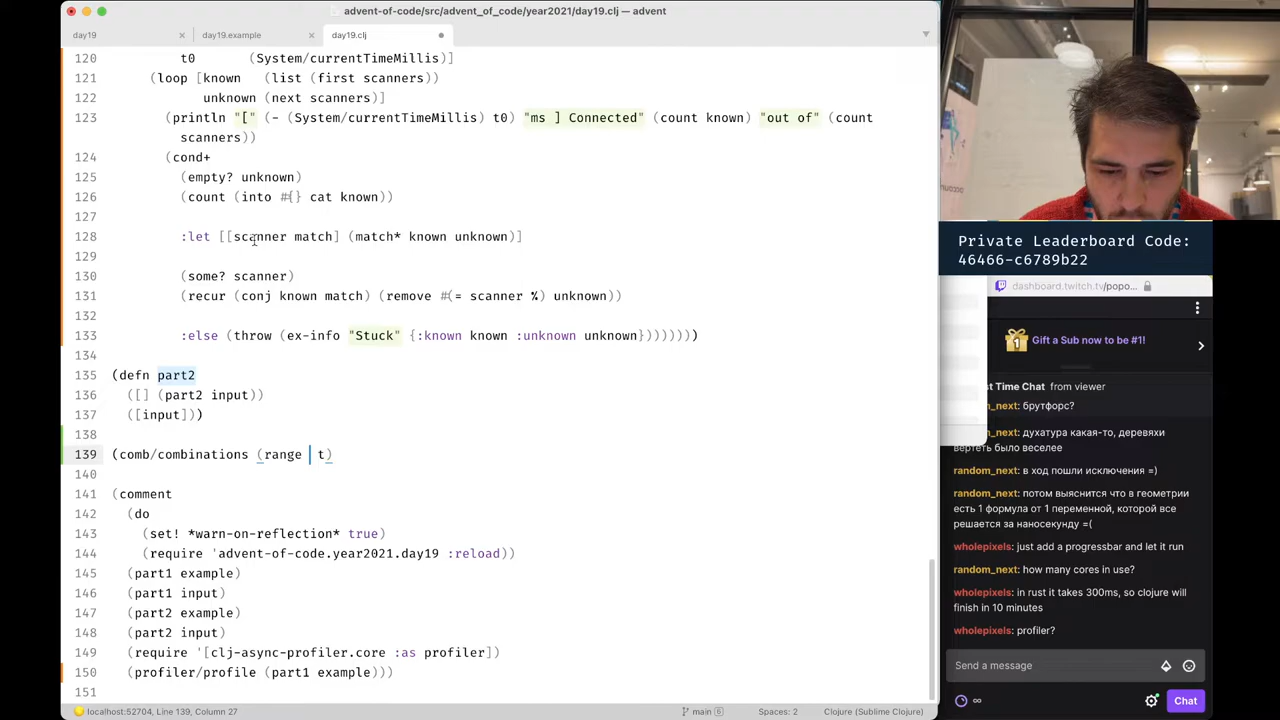 advent-of-code/src/advent_of_code/year2021/day19.clj — advent
day19
day19.example
day19.clj
120 t0 (System/currentTimeMillis)]
121 (loop [known (list (first scanners))
122 unknown (next scanners)]
123 (println "[" (- (System/currentTimeMillis) t0) "ms ] Connected" (count known) "out of" (count
scanners))
124 (cond+
125 (empty? unknown)
126 (count (into #{} cat known))
127
128 :let [[scanner match] (match* known unknown)]
129
130 (some? scanner)
131 (recur (conj known match) (remove #(= scanner %) unknown))
132
133 :else (throw (ex-info "Stuck" {:known known :unknown unknown}))))))
134
135 (defn part2
136 ([] (part2 input))
137 ([input]))
138
139 (comb/combinations (range t)
140
141 (comment
142 (do
143 (set! *warn-on-reflection* true)
144 (require 'advent-of-code.year2021.day19 :reload))
145 (part1 example)
146 (part1 input)
147 (part2 example)
148 (part2 input)
149 (require '[clj-async-profiler.core :as profiler])
150 (profiler/profile (part1 example)))
151
localhost:52704, Line 139, Column 27
main 6
Spaces: 2
Clojure (Sublime Clojure)
Private Leaderboard Code:
46466-c6789b22
dashboard.twitch.tv/popo...
Gift a Sub now to be #1!
st Time Chat from viewer
m_next: брутфорс?
random_next: духатура какая-то, деревяхи
вертеть было веселее
random_next: в ход пошли исключения =)
random_next: потом выяснится что в геометрии
есть 1 формула от 1 переменной, которой все
решается за наносекунду =(
wholepixels: just add a progressbar and let it run
random_next: how many cores in use?
wholepixels: in rust it takes 300ms, so clojure will
finish in 10 minutes
wholepixels: profiler?
Send a message
∞
Chat